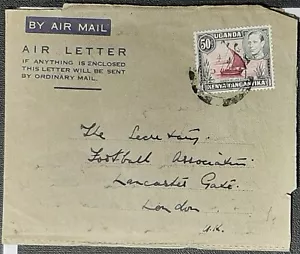 BY AIR MAIL
AIR LETTER
IF ANYTHING IS ENCLOSED
THIS LETTER WILL BE SENT
BY ORDINARY MAIL.
50c
UGANDA
KENYA TANGANYIKA
The Secretary,
Football Association
Lancaster Gate.
London.
U.K.